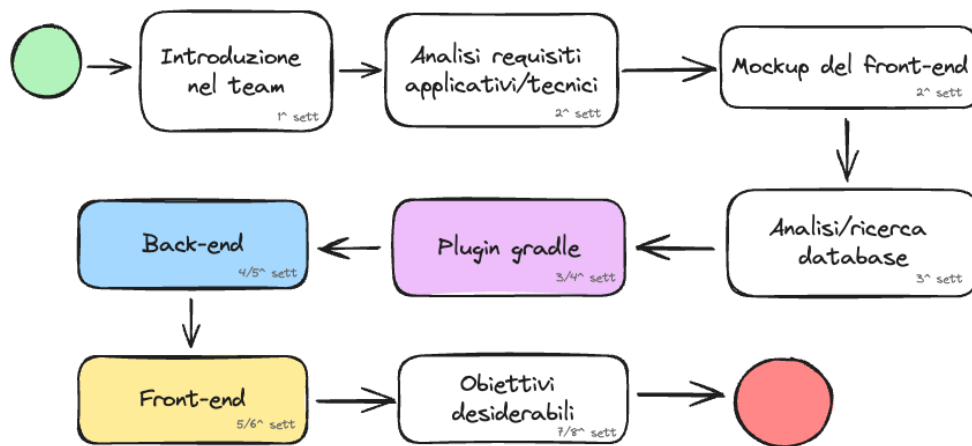 Introduzione
nel team
1^ sett
Analisi requisiti
applicativi/tecnici
2^ sett
Mockup del front-end
2^ sett
Analisi/ricerca
database
3^ sett
Plugin gradle
3/4^ sett
Back-end
4/5^ sett
Front-end
5/6^ sett
Obiettivi
desiderabili
7/8^ sett